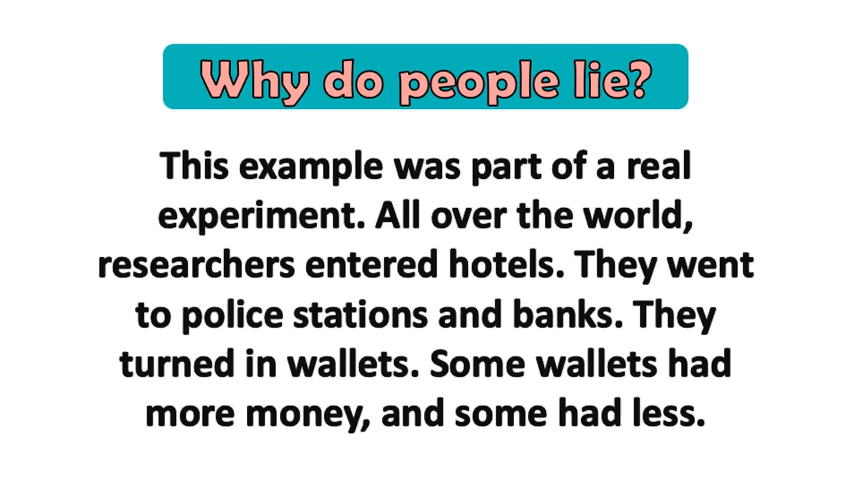 Why do people lie?
This example was part of a real
experiment. All over the world,
researchers entered hotels. They went
to police stations and banks. They
turned in wallets. Some wallets had
more money, and some had less.